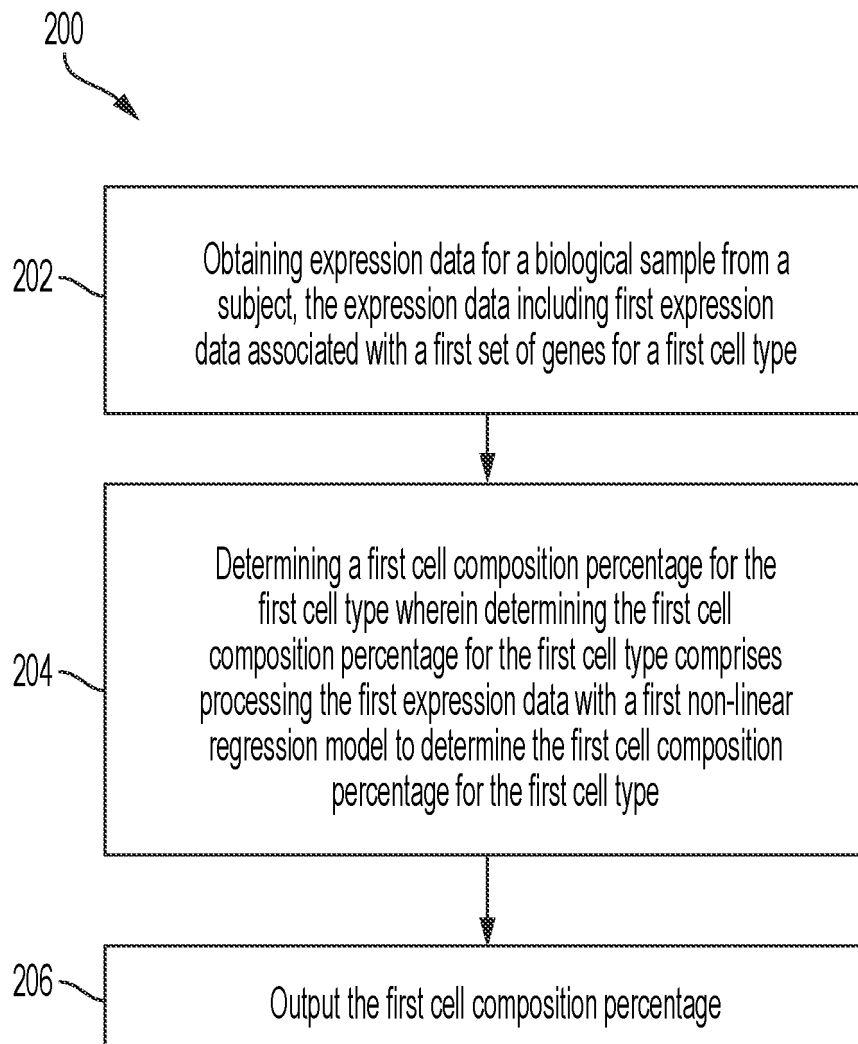 200
202
Obtaining expression data for a biological sample from a
subject, the expression data including first expression
data associated with a first set of genes for a first cell type
204
Determining a first cell composition percentage for the
first cell type wherein determining the first cell
composition percentage for the first cell type comprises
processing the first expression data with a first non-linear
regression model to determine the first cell composition
percentage for the first cell type
206
Output the first cell composition percentage